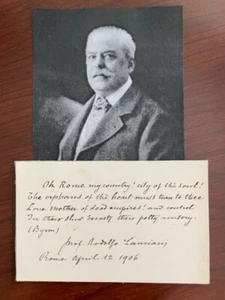 Oh Rome my country! city of the soul!
The orphans of the heart must turn to thee
Lone mother of dead empires! and control
In their shut breasts their petty misery.
(Byron)
Prof. Rodolfo Lanciani
Rome April 12 1906